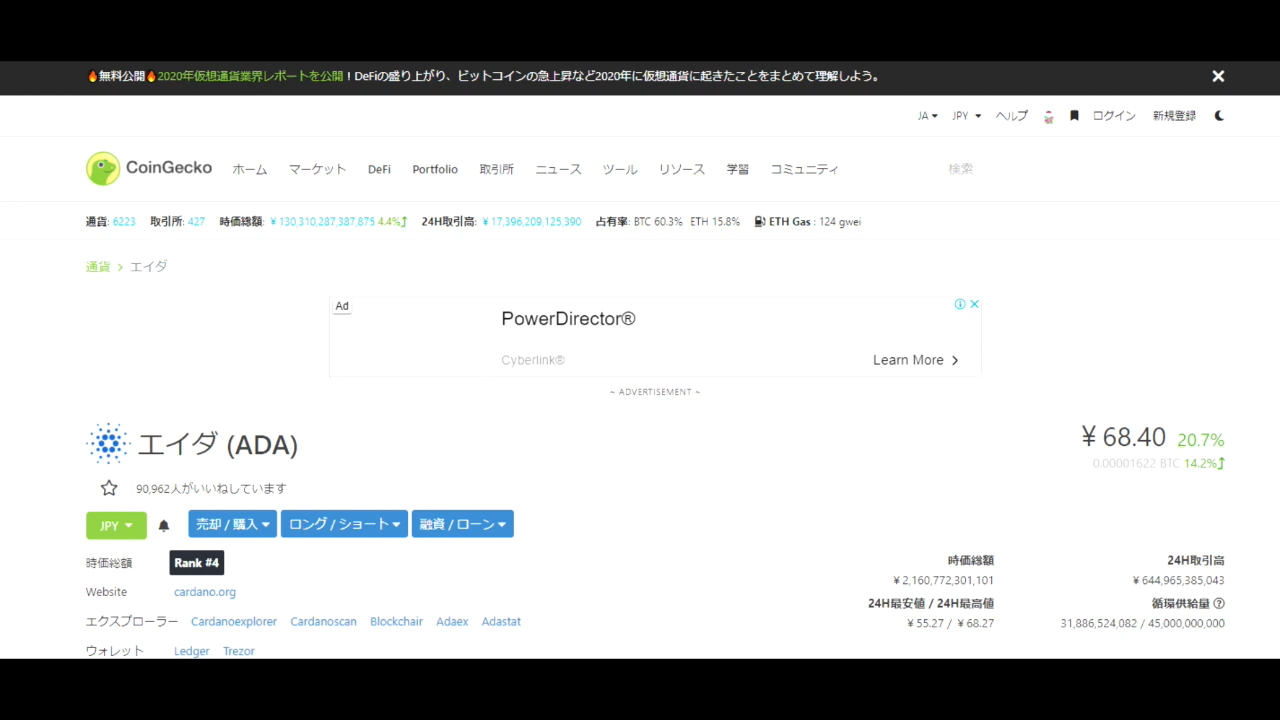 🔥無料公開🔥2020年仮想通貨業界レポートを公開！DeFiの盛り上がり、ビットコインの急上昇など2020年に仮想通貨に起きたことをまとめて理解しよう。
JA JPY ヘルプ ログイン 新規登録
CoinGecko ホーム マーケット DeFi Portfolio 取引所 ニュース ツール リソース 学習 コミュニティ 検索
通貨: 6223 取引所: 427 時価総額: ¥130,310,287,387,875 4.4% 24H取引高: ¥17,396,209,125,390 占有率: BTC 60.3% ETH 15.8% ETH Gas : 124 gwei
通貨 > エイダ
Ad
PowerDirector®
Cyberlink®
Learn More >
~ ADVERTISEMENT ~
エイダ (ADA)
¥68.40 20.7%
0.00001622 BTC 14.2%
90,962人がいいねしています
JPY 売却 / 購入 ロング / ショート 融資 / ローン
時価総額 Rank #4
Website cardano.org
エクスプローラー Cardanoexplorer Cardanoscan Blockchair Adaex Adastat
ウォレット Ledger Trezor
時価総額
¥2,160,772,301,101
24H取引高
¥644,965,385,043
24H最安値 / 24H最高値
¥55.27 / ¥68.27
循環供給量
31,886,524,082 / 45,000,000,000